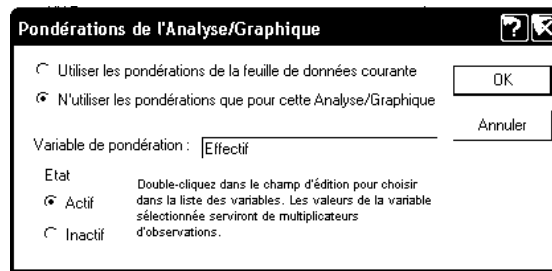 Pondérations de l'Analyse/Graphique
Utiliser les pondérations de la feuille de données courante
N'utiliser les pondérations que pour cette Analyse/Graphique
OK
Annuler
Variable de pondération :
Effectif
Etat
Actif
Inactif
Double-cliquez dans le champ d'édition pour choisir
dans la liste des variables. Les valeurs de la variable
sélectionnée serviront de multiplicateurs
d'observations.